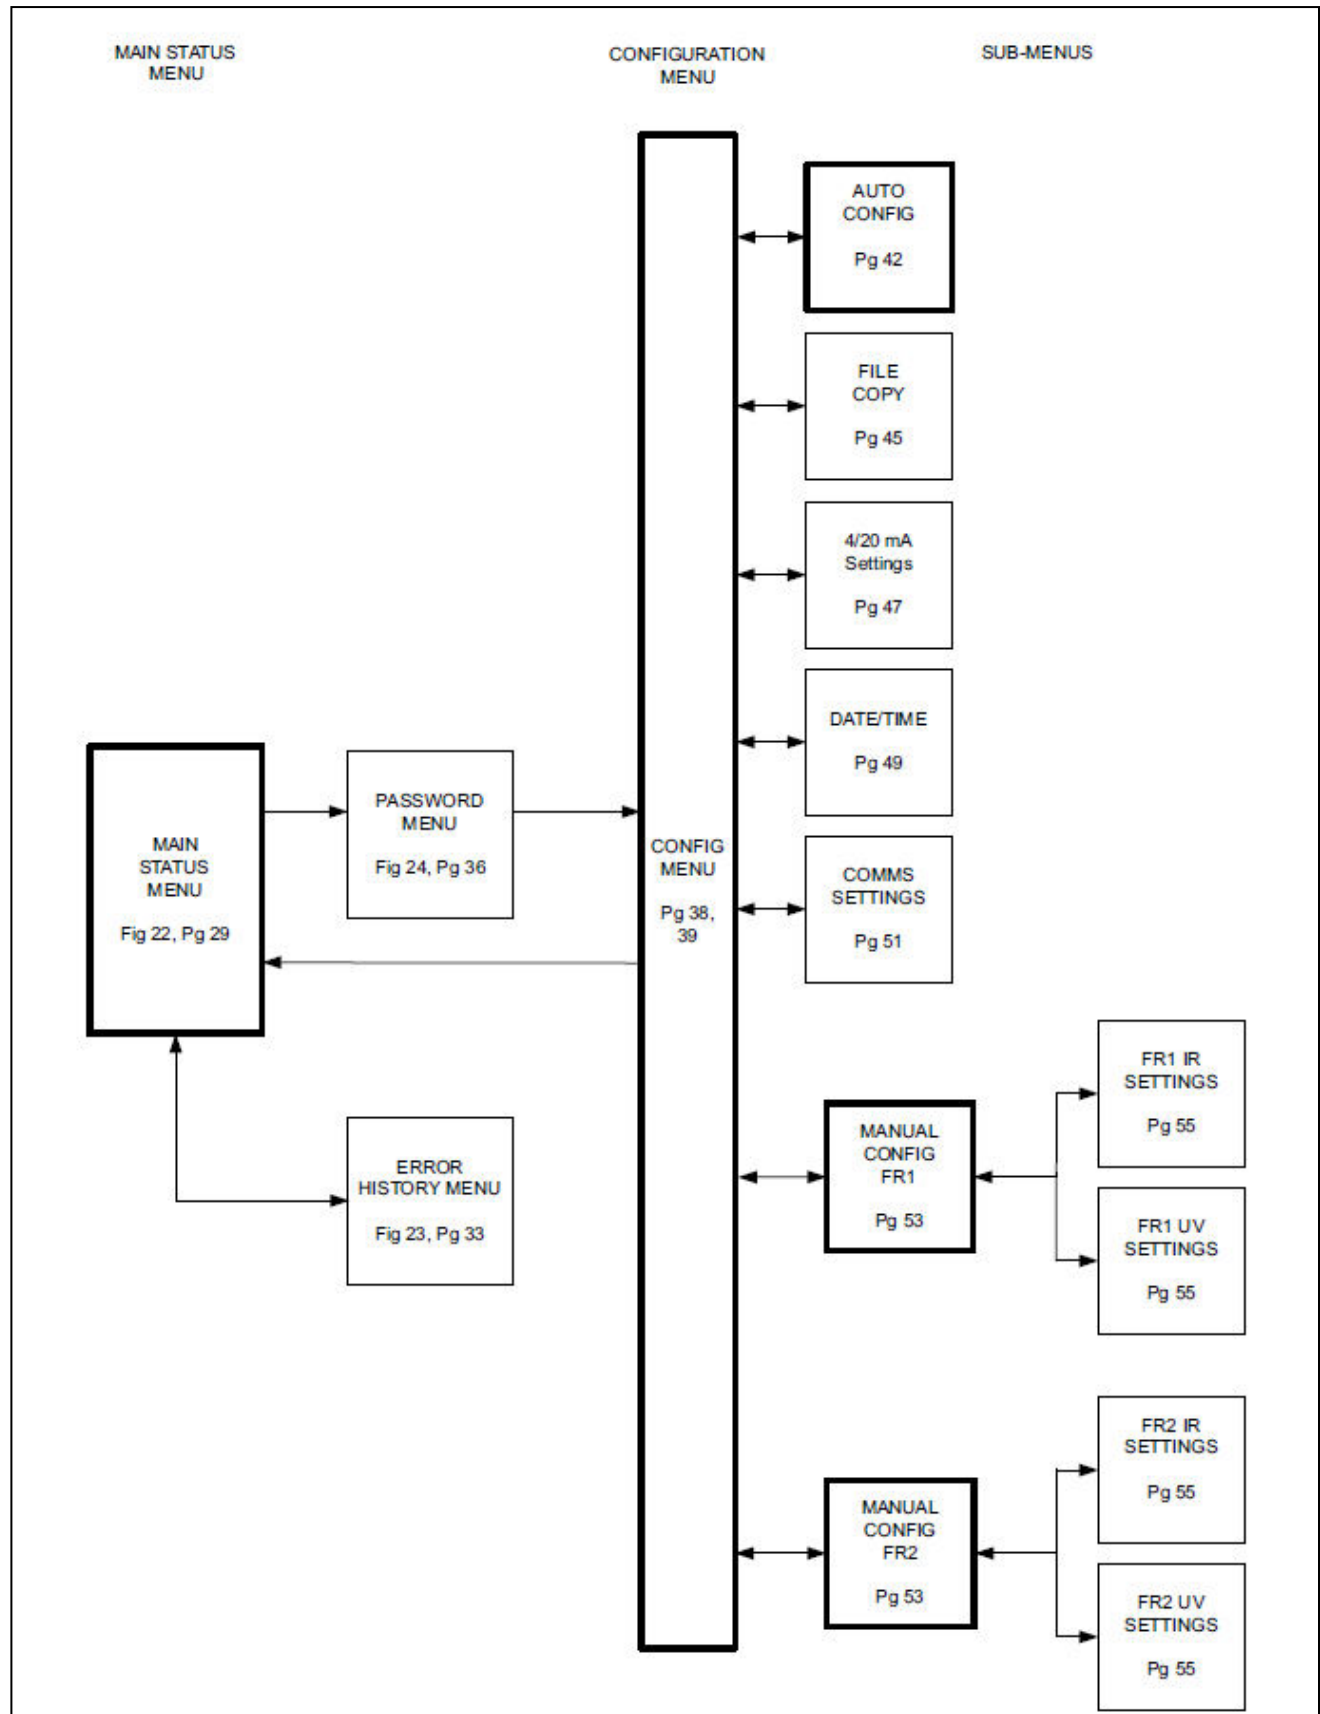 MAIN STATUS
MENU
CONFIGURATION
MENU
SUB-MENUS
AUTO
CONFIG
Pg 42
FILE
COPY
Pg 45
4/20 mA
Settings
Pg 47
DATE/TIME
Pg 49
COMMS
SETTINGS
Pg 51
MAIN
STATUS
MENU
Fig 22, Pg 29
PASSWORD
MENU
Fig 24, Pg 36
CONFIG
MENU
Pg 38,
39
ERROR
HISTORY MENU
Fig 23, Pg 33
MANUAL
CONFIG
FR1
Pg 53
FR1 IR
SETTINGS
Pg 55
FR1 UV
SETTINGS
Pg 55
MANUAL
CONFIG
FR2
Pg 53
FR2 IR
SETTINGS
Pg 55
FR2 UV
SETTINGS
Pg 55